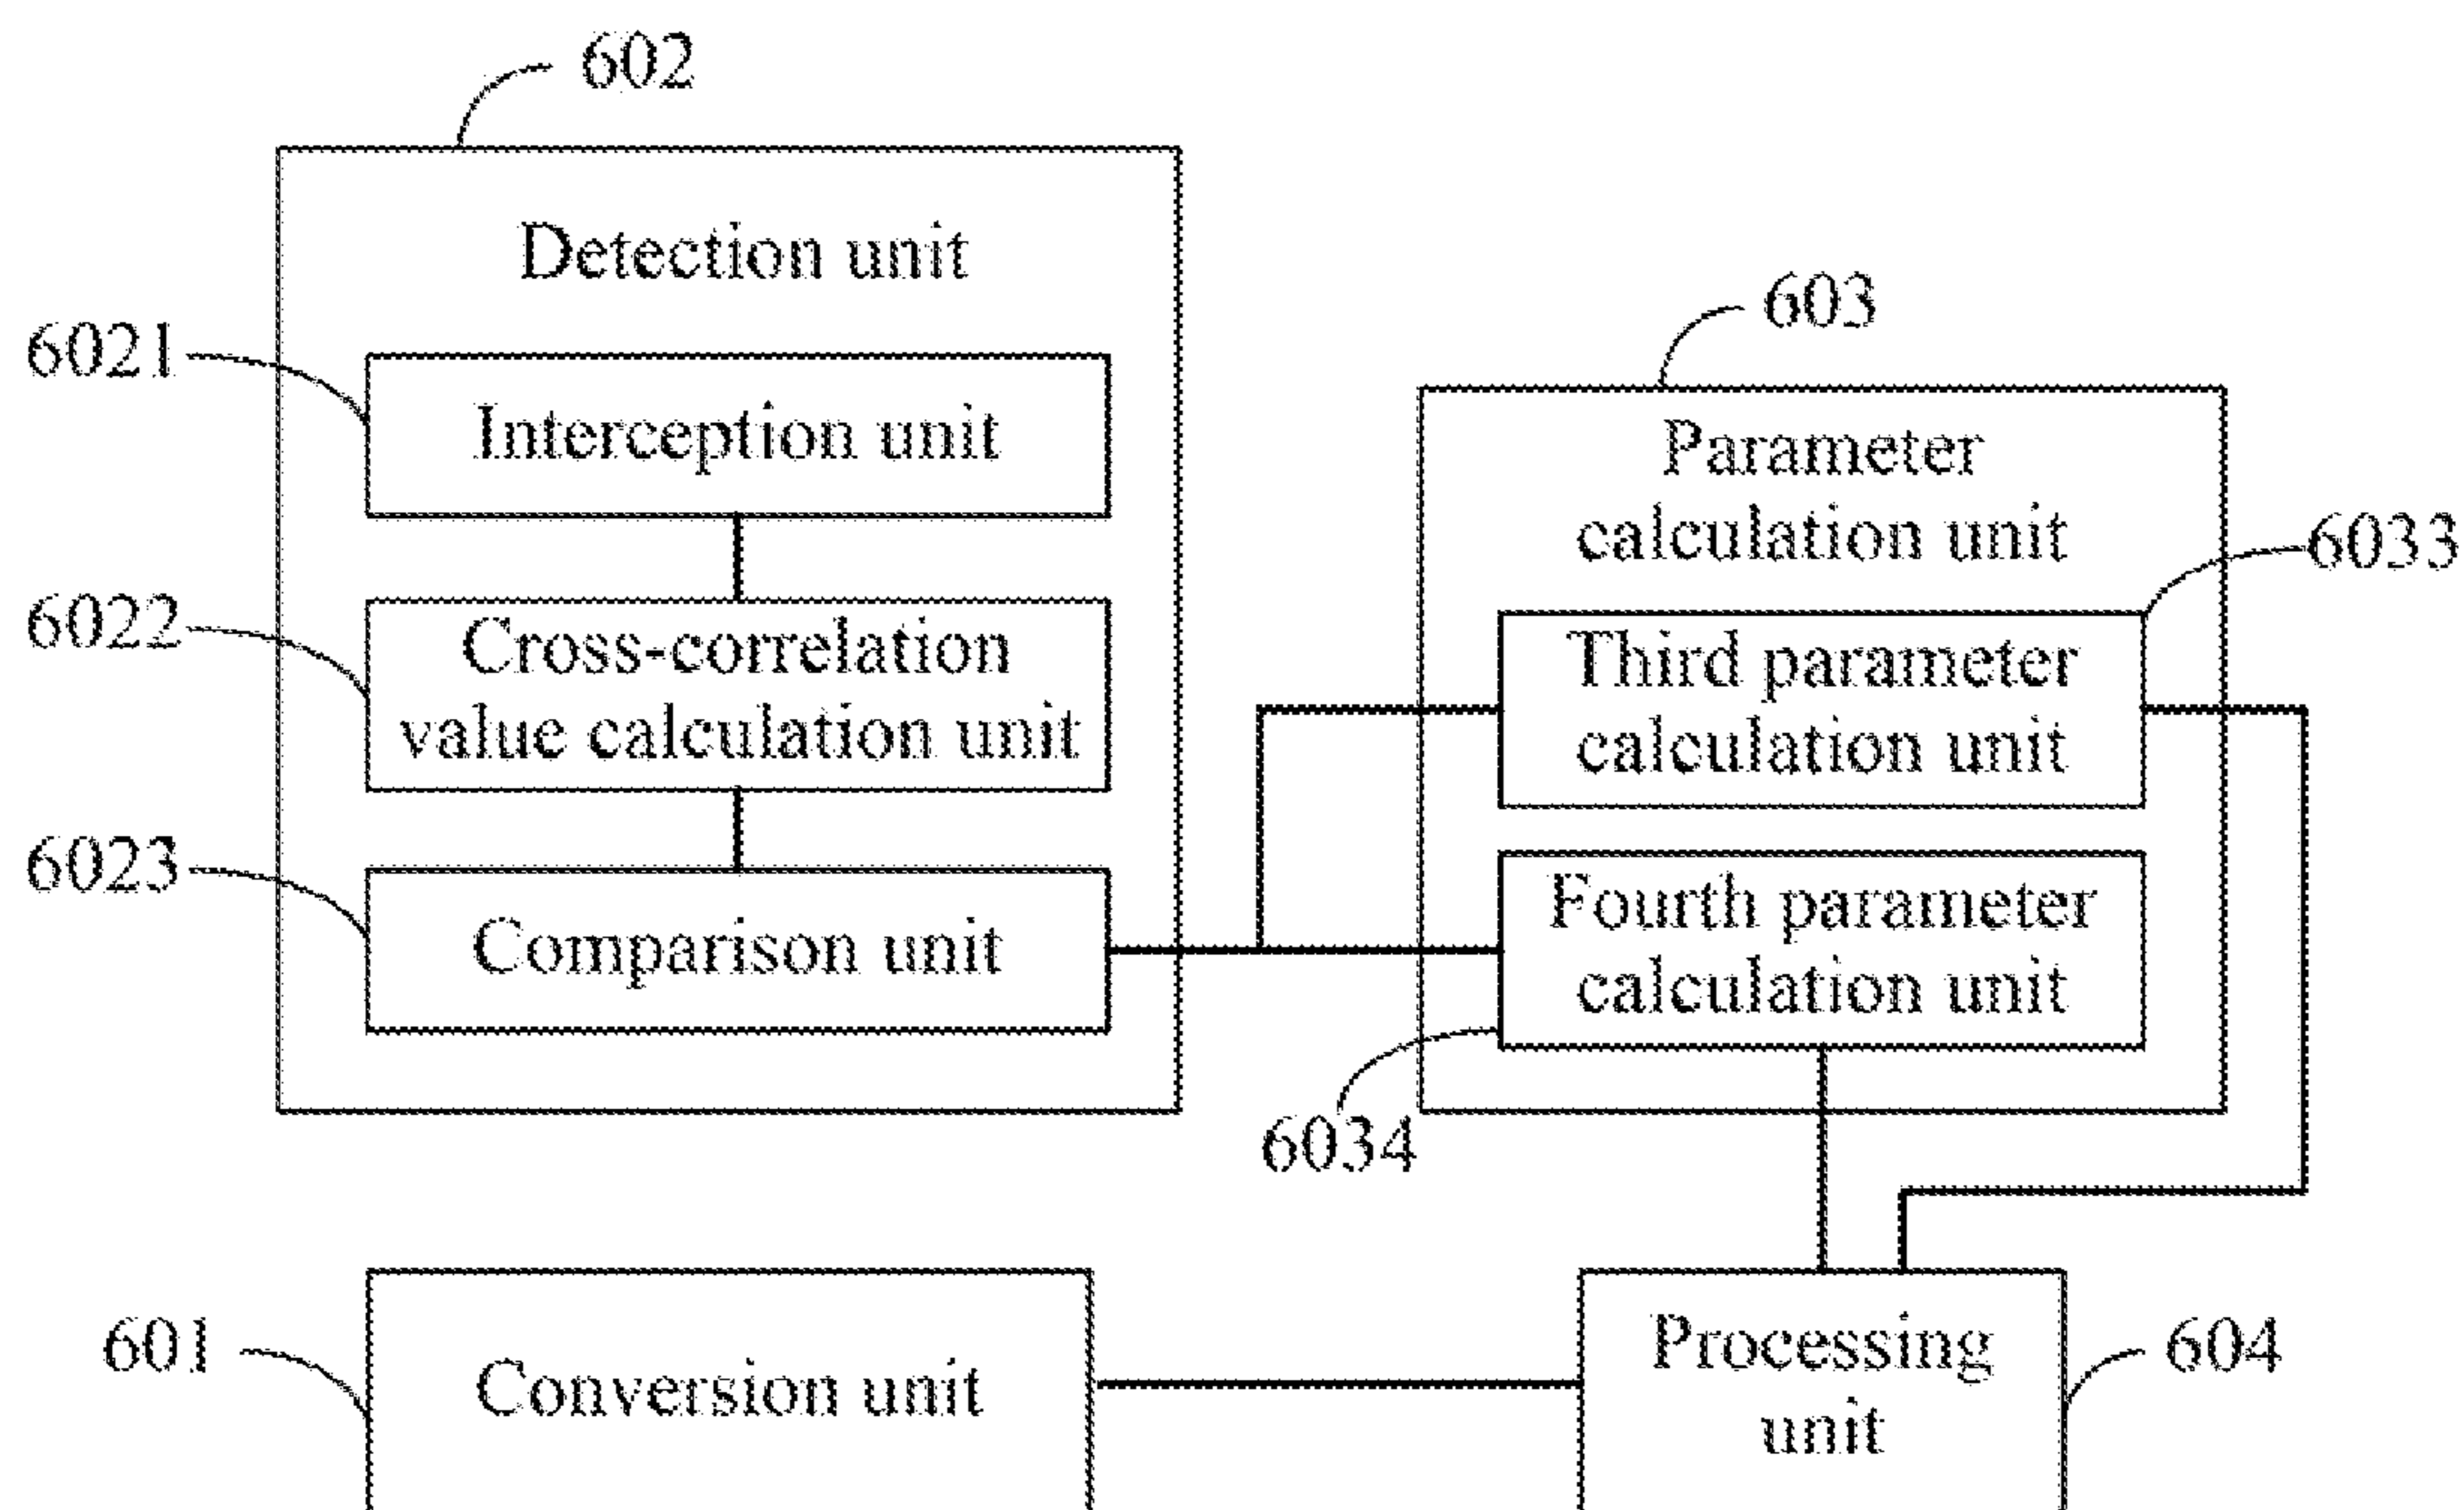 602
Detection unit
6021
Interception unit
6022
Cross-correlation
value calculation unit
6023
Comparison unit
603
Parameter
calculation unit
6033
Third parameter
calculation unit
Fourth parameter
calculation unit
6034
601
Conversion unit
Processing
unit
604